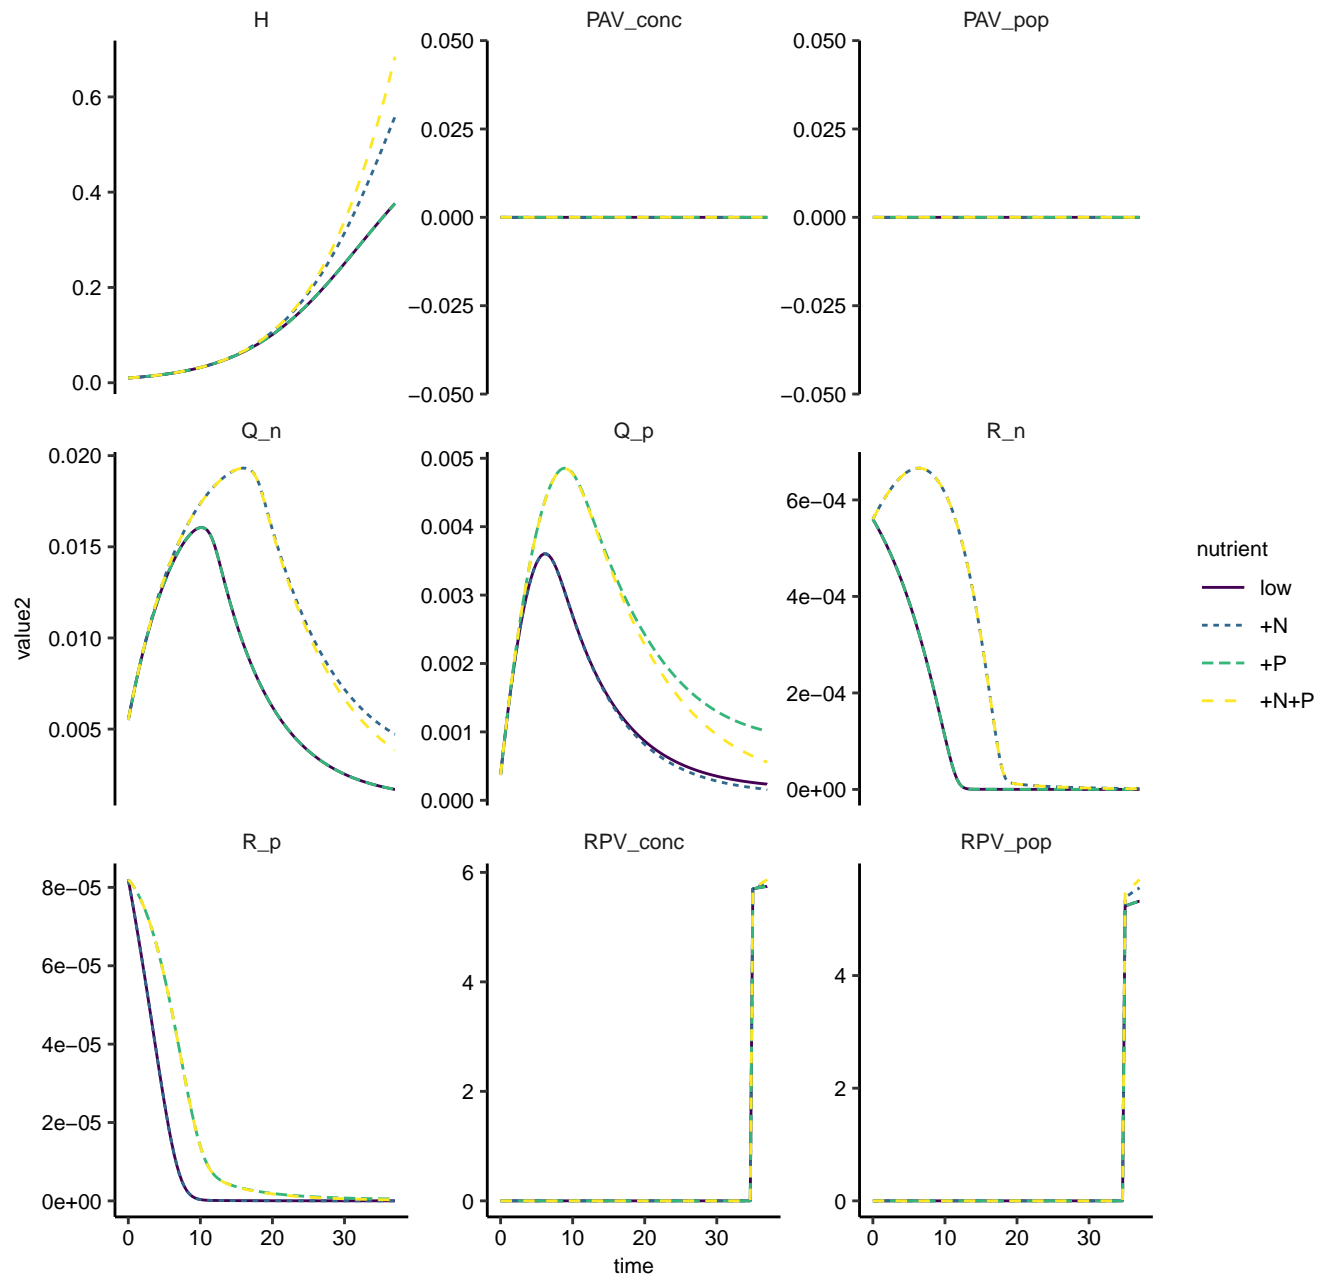 H
PAV_conc
PAV_pop
0.6
0.4
0.2
0.0
0.050
0.025
0.000
−0.025
−0.050
0.050
0.025
0.000
−0.025
−0.050
Q_n
Q_p
R_n
0.020
0.015
0.010
0.005
0.005
0.004
0.003
0.002
0.001
0.000
6e−04
4e−04
2e−04
0e+00
value2
nutrient
low
+N
+P
+N+P
R_p
RPV_conc
RPV_pop
8e−05
6e−05
4e−05
2e−05
0e+00
6
4
2
0
4
2
0
0 10 20 30
0 10 20 30
0 10 20 30
time